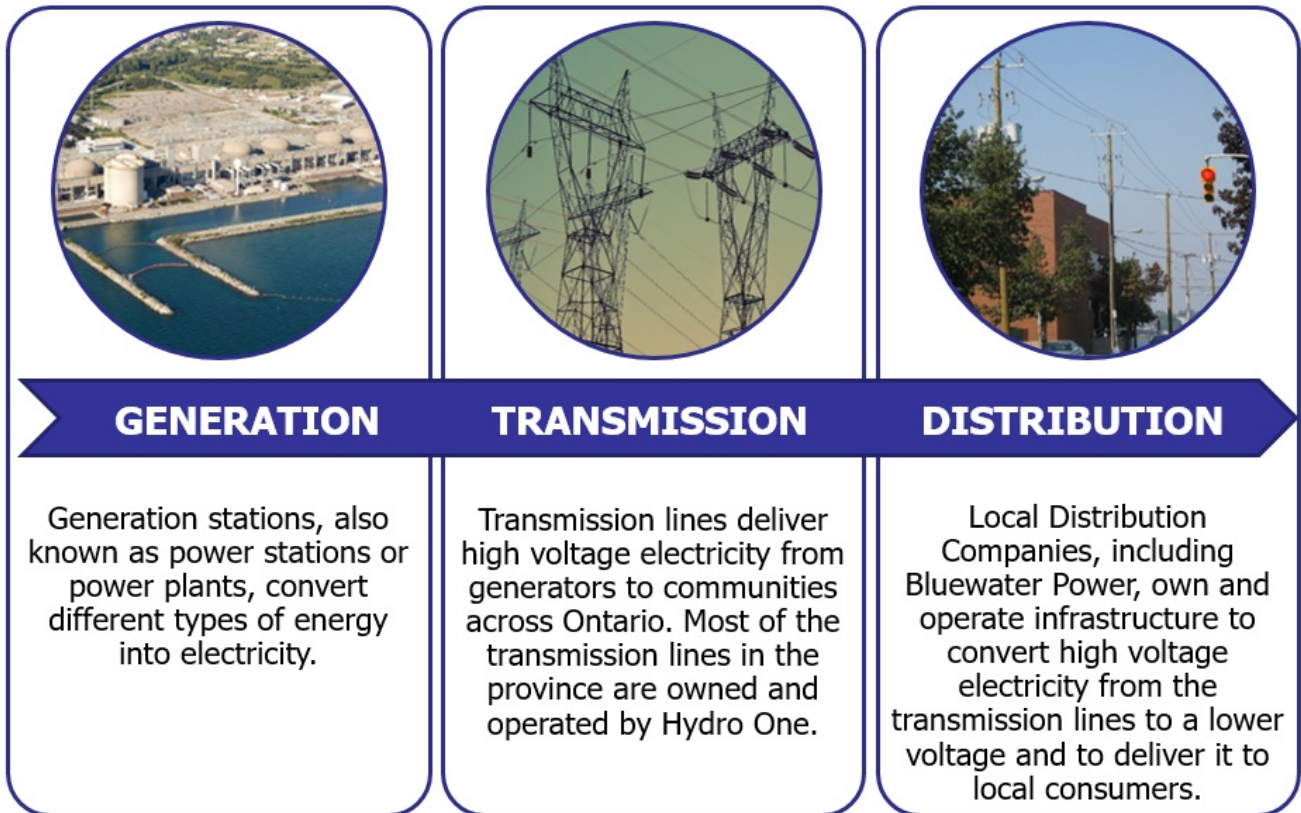 GENERATION
TRANSMISSION
DISTRIBUTION
Generation stations, also
known as power stations or
power plants, convert
different types of energy
into electricity.
Transmission lines deliver
high voltage electricity from
generators to communities
across Ontario. Most of the
transmission lines in the
province are owned and
operated by Hydro One.
Local Distribution
Companies, including
Bluewater Power, own and
operate infrastructure to
convert high voltage
electricity from the
transmission lines to a lower
voltage and to deliver it to
local consumers.